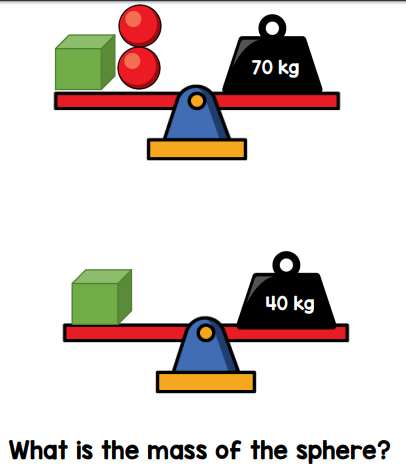 70 kg
40 kg
What is the mass of the sphere?